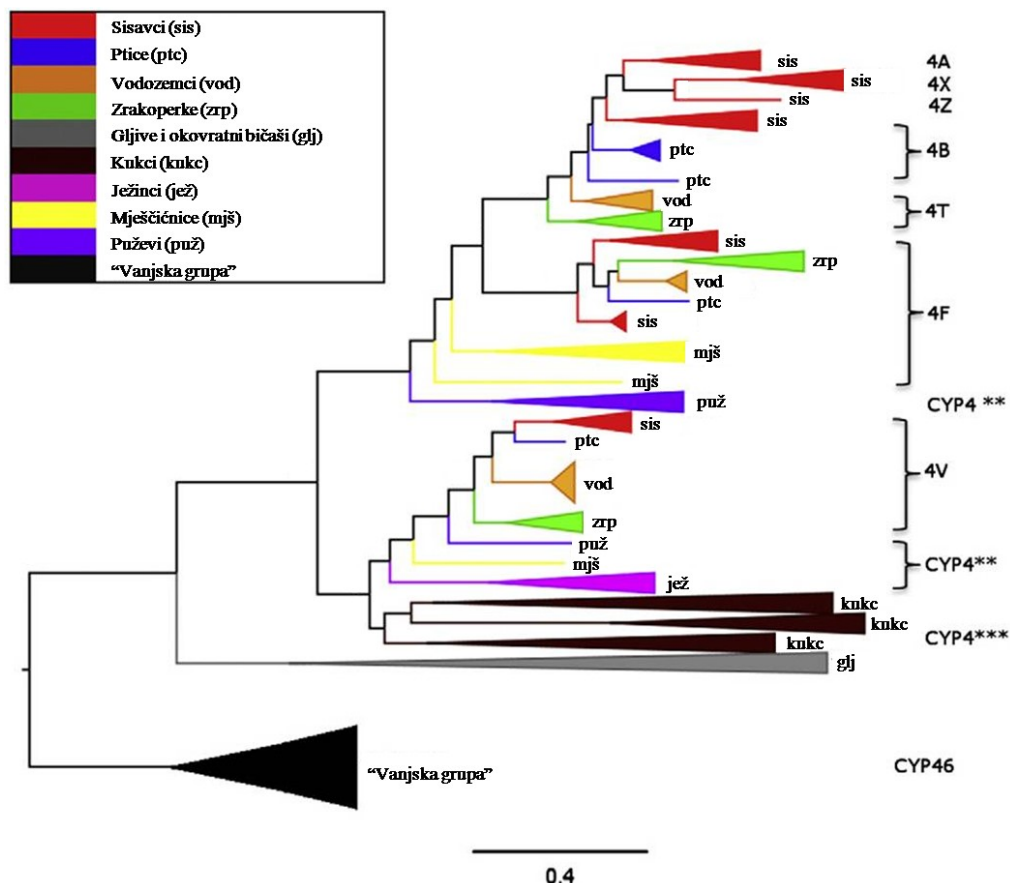 Sisavci (sis)
Ptice (ptc)
Vodozemci (vod)
Zrakoperke (zrp)
Gljive i okovratni bičaši (glj)
Kukci (kukc)
Ježinci (jež)
Mješčićnice (mjš)
Puževi (puž)
“Vanjska grupa”
sis 4A
sis 4X
sis 4Z
sis
ptc 4B
ptc
vod 4T
zrp
sis
zrp
vod
ptc 4F
sis
mjš
mjš
puž CYP4 **
sis
ptc
vod 4V
zrp
puž
mjš CYP4**
jež
kukc
kukc
kukc CYP4***
glj
“Vanjska grupa” CYP46
0.4